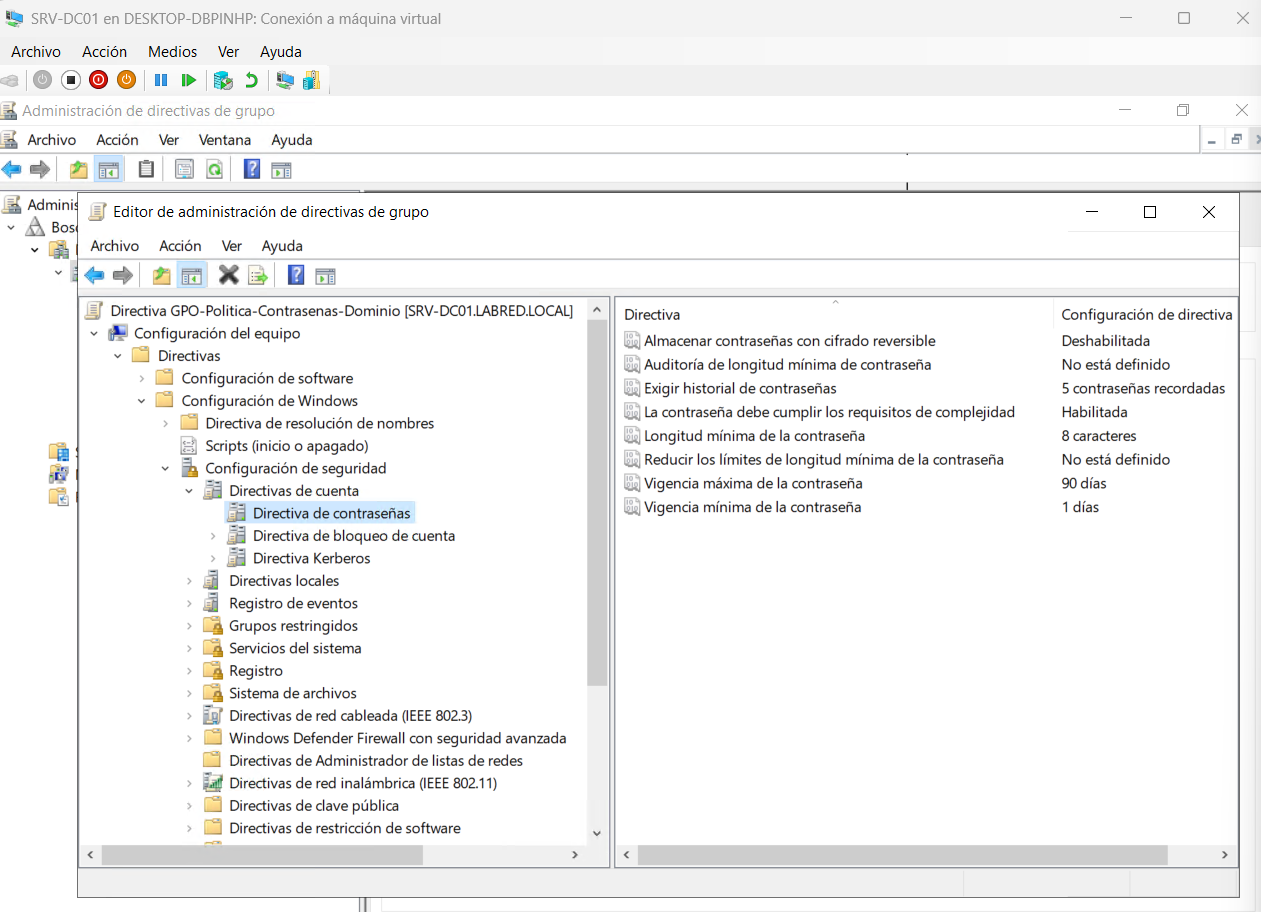 SRV-DC01 en DESKTOP-DBPINHP: Conexión a máquina virtual
Archivo Acción Medios Ver Ayuda
Administración de directivas de grupo
Archivo Acción Ver Ventana Ayuda
Editor de administración de directivas de grupo
Archivo Acción Ver Ayuda
Directiva GPO-Politica-Contrasenas-Dominio [SRV-DC01.LABRED.LOCAL]
Configuración del equipo
Directivas
Configuración de software
Configuración de Windows
Directiva de resolución de nombres
Scripts (inicio o apagado)
Configuración de seguridad
Directivas de cuenta
Directiva de contraseñas
Directiva de bloqueo de cuenta
Directiva Kerberos
Directivas locales
Registro de eventos
Grupos restringidos
Servicios del sistema
Registro
Sistema de archivos
Directivas de red cableada (IEEE 802.3)
Windows Defender Firewall con seguridad avanzada
Directivas de Administrador de listas de redes
Directivas de red inalámbrica (IEEE 802.11)
Directivas de clave pública
Directivas de restricción de software
Directiva Configuración de directiva
Almacenar contraseñas con cifrado reversible Deshabilitada
Auditoría de longitud mínima de contraseña No está definido
Exigir historial de contraseñas 5 contraseñas recordadas
La contraseña debe cumplir los requisitos de complejidad Habilitada
Longitud mínima de la contraseña 8 caracteres
Reducir los límites de longitud mínima de la contraseña No está definido
Vigencia máxima de la contraseña 90 días
Vigencia mínima de la contraseña 1 días